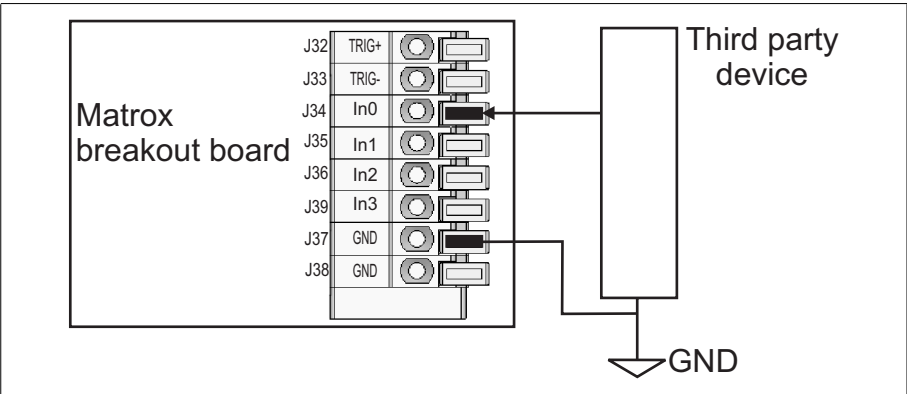 J32 TRIG+
J33 TRIG-
J34 In0
J35 In1
J36 In2
J39 In3
J37 GND
J38 GND
Matrox
breakout board
Third party
device
GND